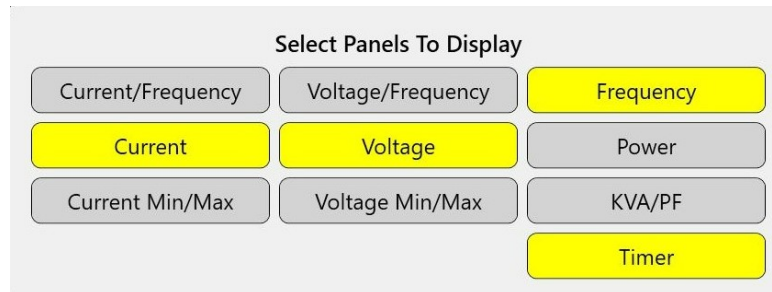 Select Panels To Display
Current/Frequency Voltage/Frequency Frequency
Current Voltage Power
Current Min/Max Voltage Min/Max KVA/PF
Timer